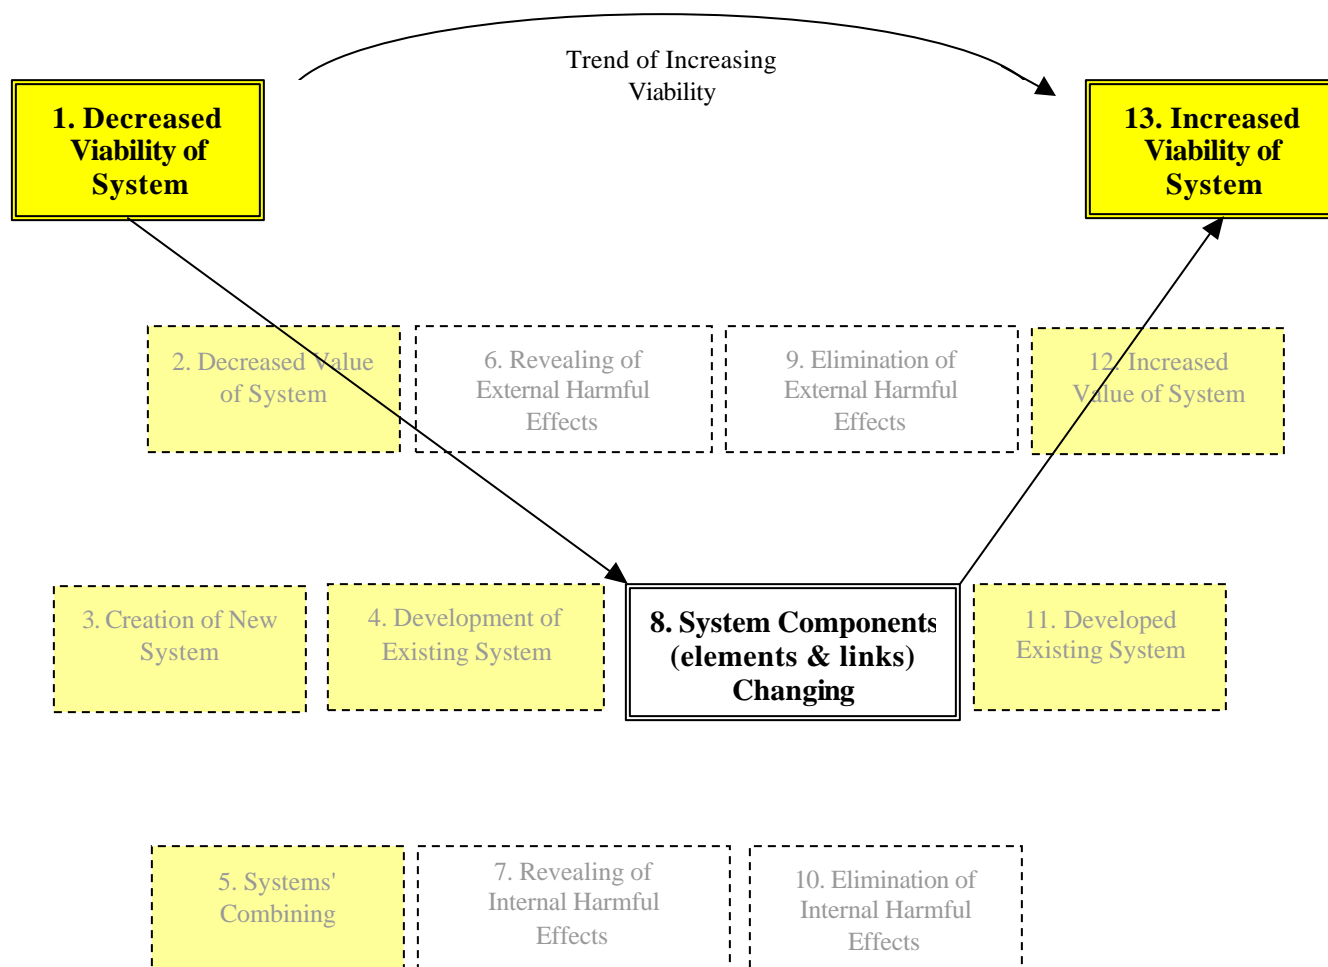 Trend of Increasing
Viability
1. Decreased
Viability of
System
13. Increased
Viability of
System
2. Decreased Value
of System
6. Revealing of
External Harmful
Effects
9. Elimination of
External Harmful
Effects
12. Increased
Value of System
3. Creation of New
System
4. Development of
Existing System
8. System Components
(elements & links)
Changing
11. Developed
Existing System
5. Systems'
Combining
7. Revealing of
Internal Harmful
Effects
10. Elimination of
Internal Harmful
Effects